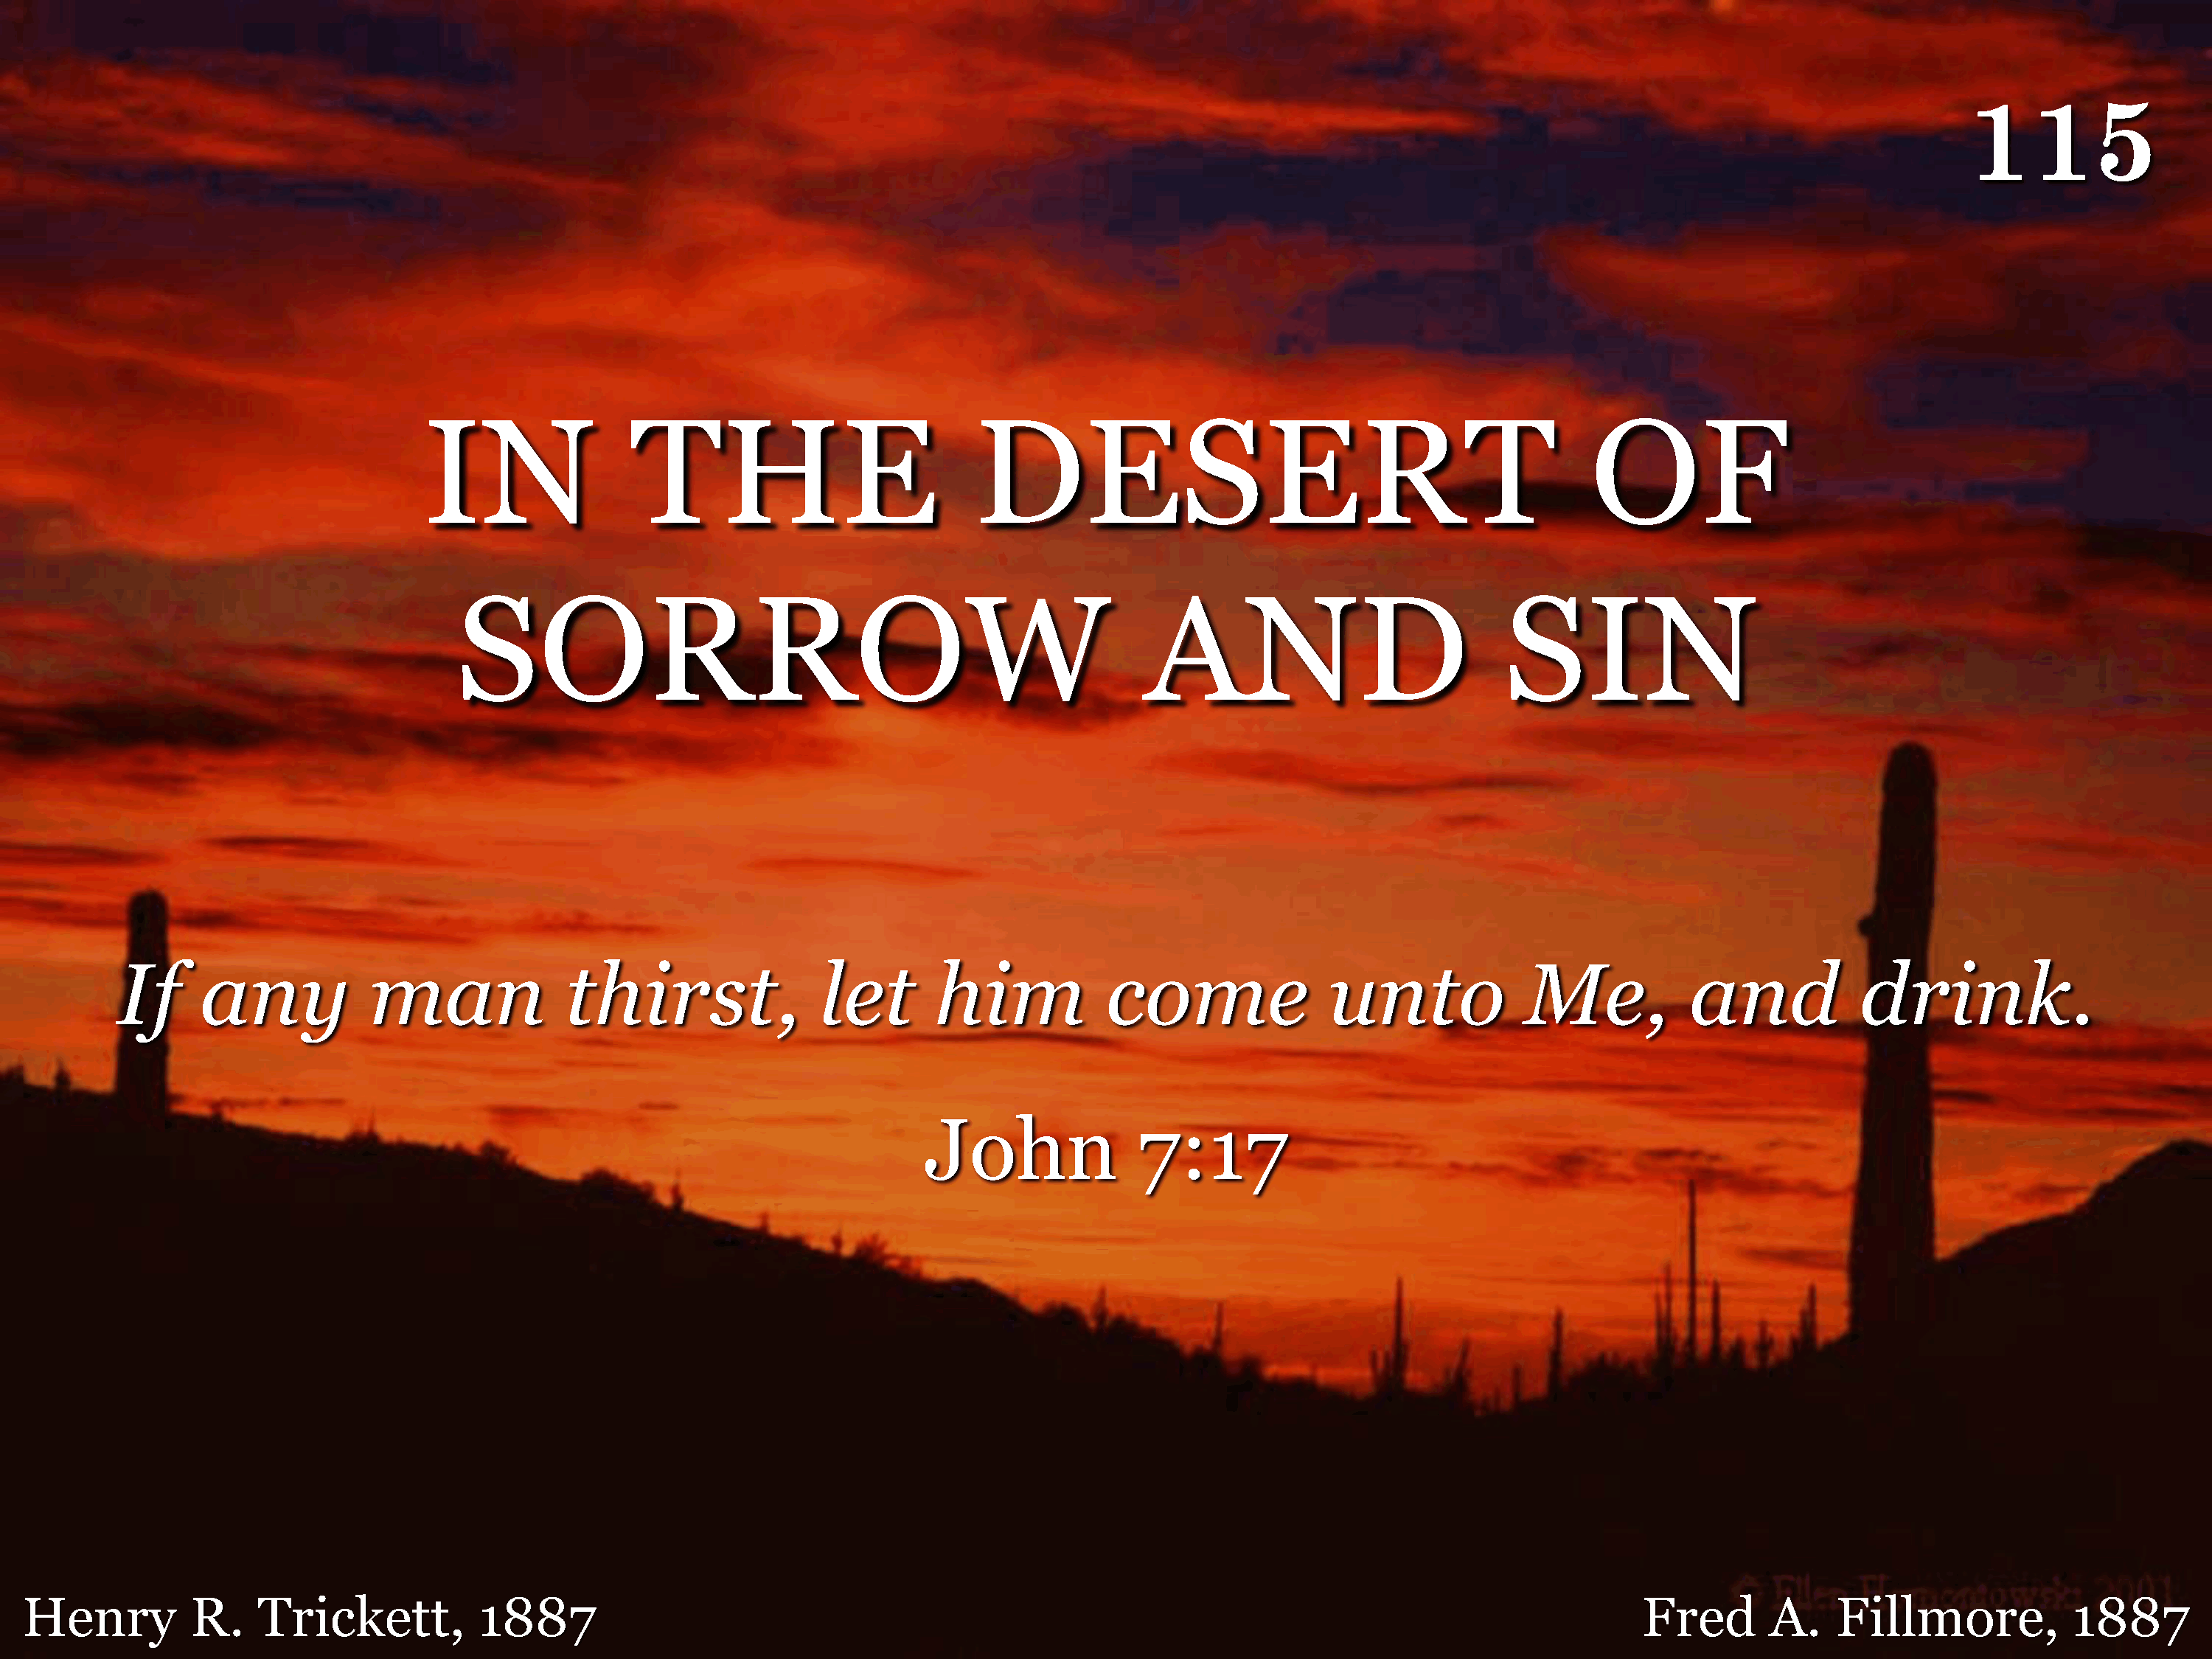 115
IN THE DESERT OF
SORROW AND SIN
If any man thirst, let him come unto Me, and drink.
John 7:17
Henry R. Trickett, 1887
Fred A. Fillmore, 1887